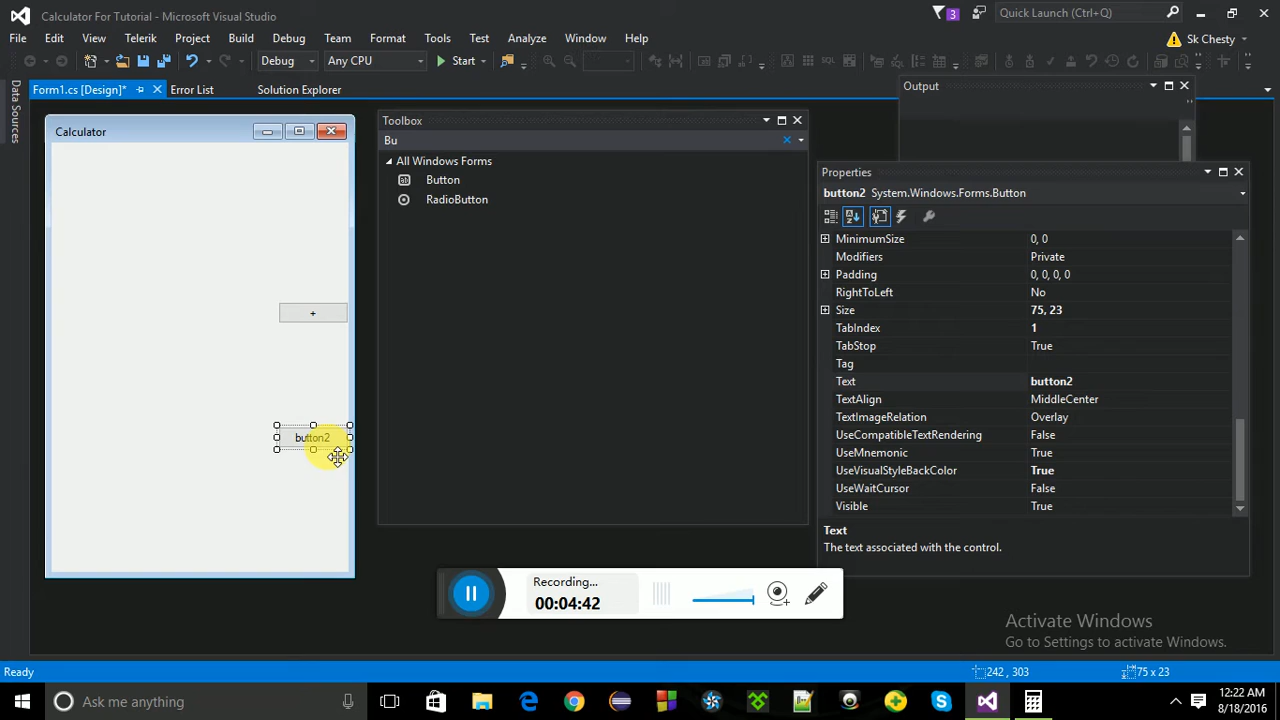 Calculator For Tutorial - Microsoft Visual Studio
3
Quick Launch (Ctrl+Q)
File Edit View Telerik Project Build Debug Team Format Tools Test Analyze Window Help
Sk Chesty
Debug Any CPU Start
Form1.cs [Design]* Error List Solution Explorer
Output
Data Sources
Calculator
Toolbox
Bu
All Windows Forms
Button
RadioButton
+
button2
Properties
button2 System.Windows.Forms.Button
MinimumSize 0, 0
Modifiers Private
Padding 0, 0, 0, 0
RightToLeft No
Size 75, 23
TabIndex 1
TabStop True
Tag
Text button2
TextAlign MiddleCenter
TextImageRelation Overlay
UseCompatibleTextRendering False
UseMnemonic True
UseVisualStyleBackColor True
UseWaitCursor False
Visible True
Text
The text associated with the control.
Recording...
00:04:42
Activate Windows
Go to Settings to activate Windows.
Ready
242 , 303
75 x 23
Ask me anything
12:22 AM
8/18/2016